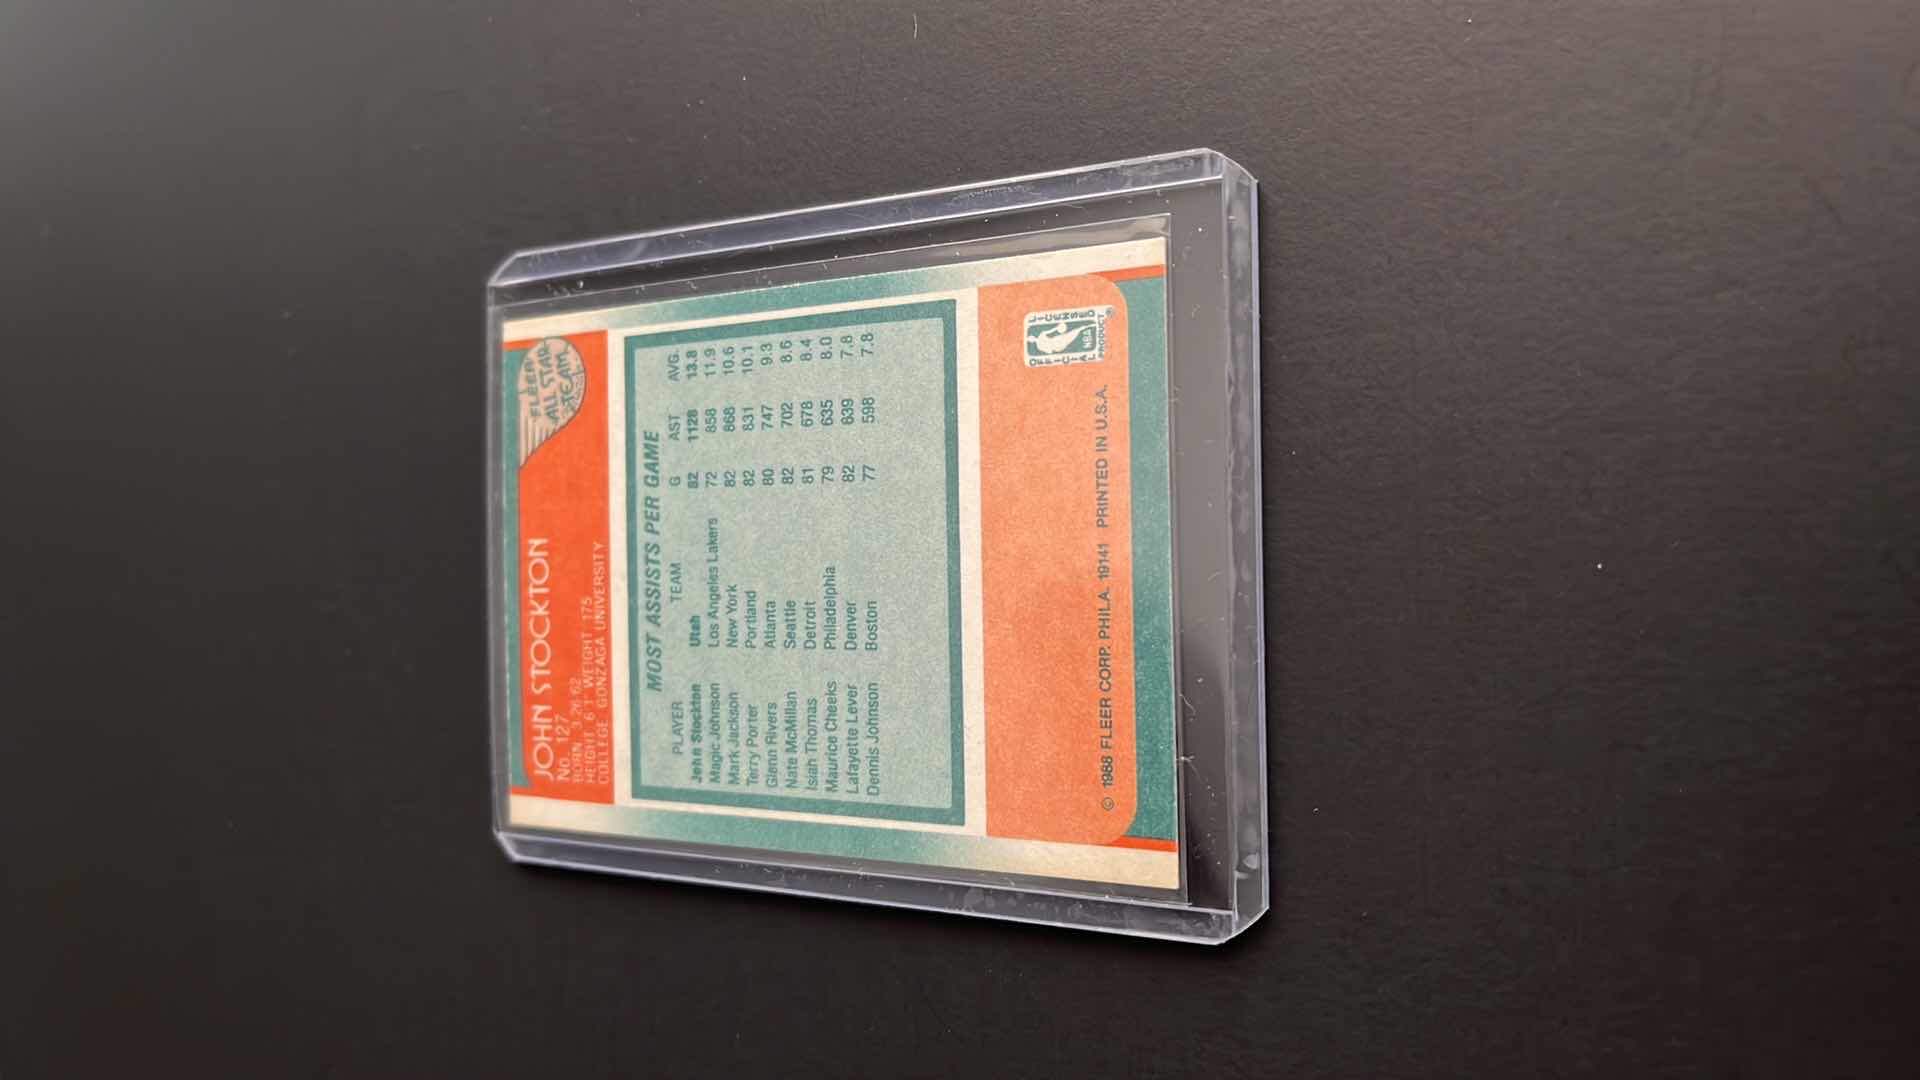 FLEER
ALL STAR
TEAM
JOHN STOCKTON
No. 127
BORN: 3 26 62
HEIGHT: 6'1" WEIGHT: 175
COLLEGE: GONZAGA UNIVERSITY
MOST ASSISTS PER GAME
PLAYER TEAM G AST AVG.
John Stockton Utah 82 1128 13.8
Magic Johnson Los Angeles Lakers 72 858 11.9
Mark Jackson New York 82 868 10.6
Terry Porter Portland 82 831 10.1
Glenn Rivers Atlanta 80 747 9.3
Nate McMillan Seattle 82 702 8.6
Isiah Thomas Detroit 81 678 8.4
Maurice Cheeks Philadelphia 79 635 8.0
Lafayette Lever Denver 82 639 7.8
Dennis Johnson Boston 77 598 7.8
OFFICIAL LICENSED
NBA
PRODUCT ®
© 1988 FLEER CORP. PHILA. 19141 PRINTED IN U.S.A.